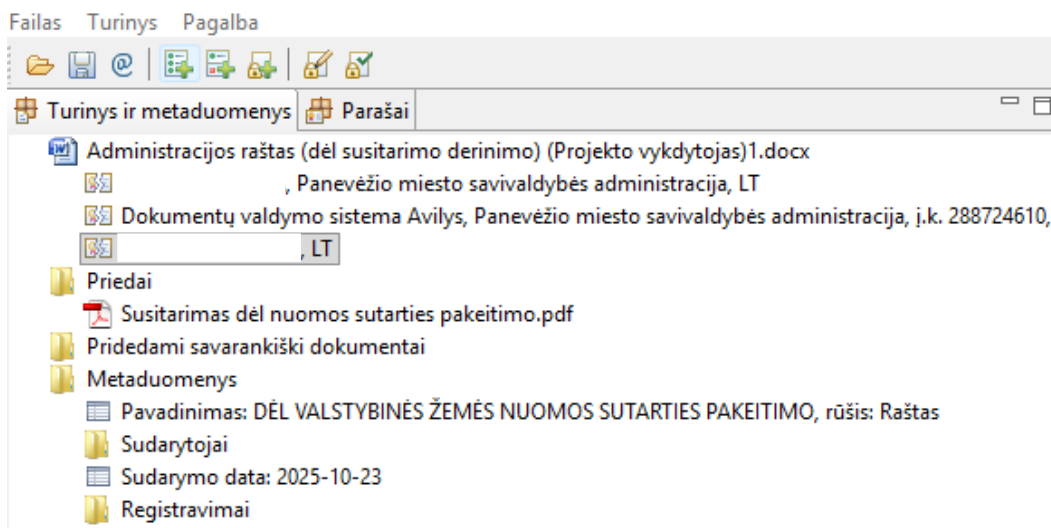 Failas Turinys Pagalba
Turinys ir metaduomenys Parašai
Administracijos raštas (dėl susitarimo derinimo) (Projekto vykdytojas)1.docx
, Panevėžio miesto savivaldybės administracija, LT
Dokumentų valdymo sistema Avilys, Panevėžio miesto savivaldybės administracija, į.k. 288724610,
, LT
Priedai
Susitarimas dėl nuomos sutarties pakeitimo.pdf
Pridedami savarankiški dokumentai
Metaduomenys
Pavadinimas: DĖL VALSTYBINĖS ŽEMĖS NUOMOS SUTARTIES PAKEITIMO, rūšis: Raštas
Sudarytojai
Sudarymo data: 2025-10-23
Registravimai